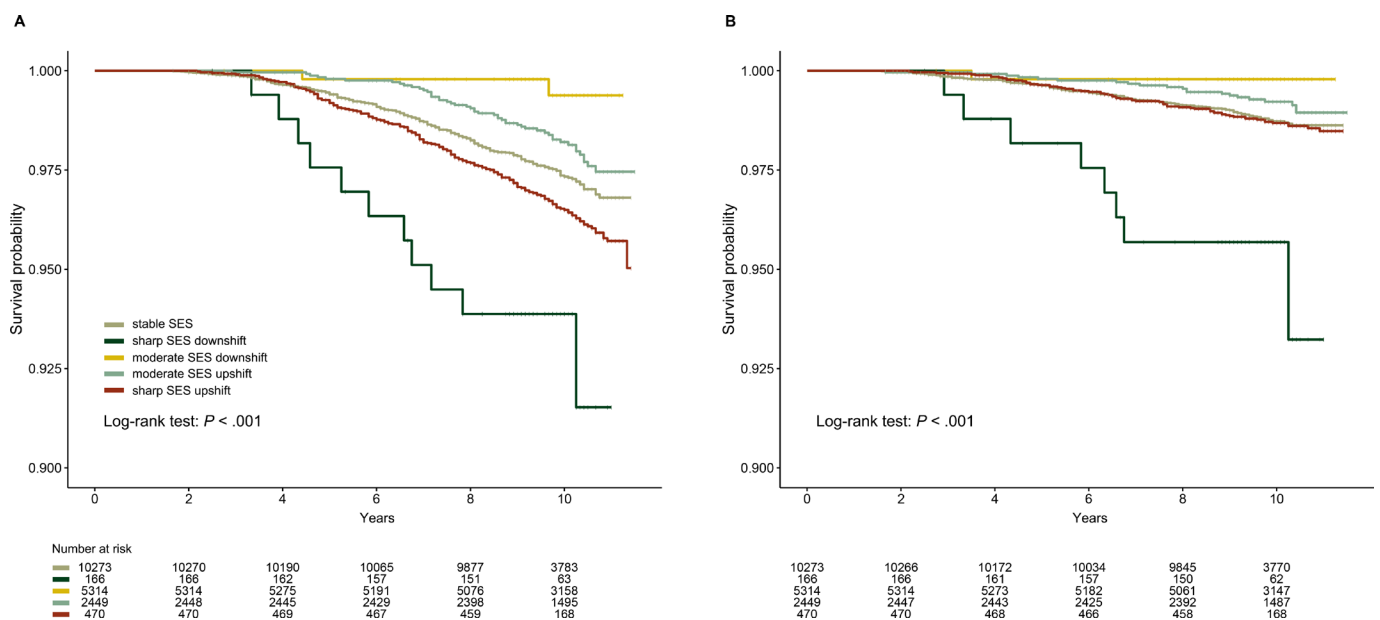 A
B
1.000
0.975
0.950
0.925
0.900
Survival probability
stable SES
sharp SES downshift
moderate SES downshift
moderate SES upshift
sharp SES upshift
Log-rank test: P < .001
0 2 4 6 8 10
Years
1.000
0.975
0.950
0.925
0.900
Survival probability
Log-rank test: P < .001
0 2 4 6 8 10
Years
Number at risk
10273 10270 10190 10065 9877 3783
166 166 162 157 151 63
5314 5314 5275 5191 5076 3158
2449 2448 2445 2429 2398 1495
470 470 469 467 459 168
10273 10266 10172 10034 9845 3770
166 166 161 157 150 62
5314 5314 5273 5182 5061 3147
2449 2447 2443 2425 2392 1487
470 470 468 466 458 168